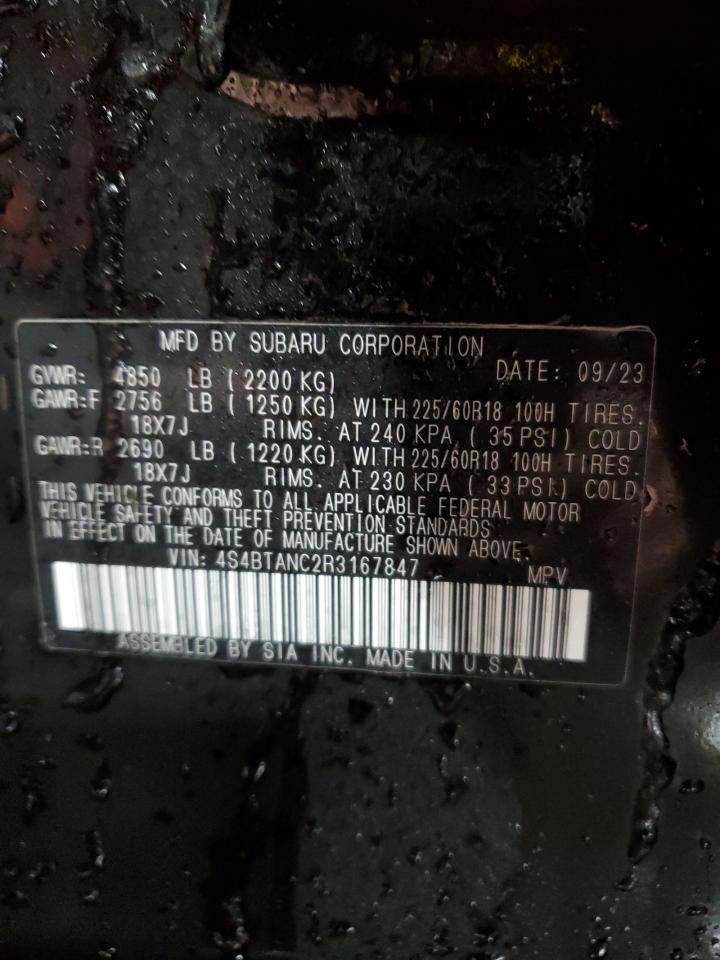 MFD BY SUBARU CORPORATION
DATE: 09/23
GVWR: 4850 LB ( 2200 KG)
GAWR:F 2756 LB ( 1250 KG) WITH 225/60R18 100H TIRES.
18X7J RIMS. AT 240 KPA ( 35 PSI) COLD
GAWR:R 2690 LB ( 1220 KG) WITH 225/60R18 100H TIRES.
18X7J RIMS. AT 230 KPA ( 33 PSI) COLD
THIS VEHICLE CONFORMS TO ALL APPLICABLE FEDERAL MOTOR
VEHICLE SAFETY AND THEFT PREVENTION STANDARDS
IN EFFECT ON THE DATE OF MANUFACTURE SHOWN ABOVE.
VIN: 4S4BTANC2R3167847 MPV
ASSEMBLED BY SIA INC. MADE IN U.S.A.